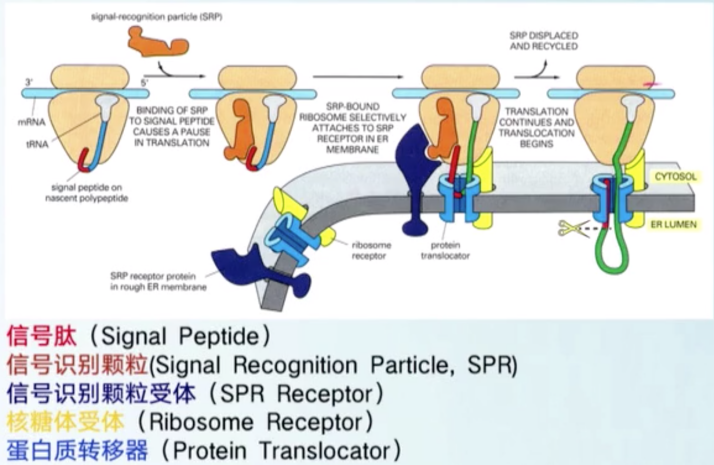 signal-recognition particle (SRP)
SRP DISPLACED
AND RECYCLED
3'
5'
mRNA
tRNA
BINDING OF SRP
TO SIGNAL PEPTIDE
CAUSES A PAUSE
IN TRANSLATION
SRP-BOUND
RIBOSOME SELECTIVELY
ATTACHES TO SRP
RECEPTOR IN ER
MEMBRANE
TRANSLATION
CONTINUES AND
TRANSLOCATION
BEGINS
signal peptide on
nascent polypeptide
CYTOSOL
ER LUMEN
ribosome
receptor
protein
translocator
SRP receptor protein
in rough ER membrane
信号肽（Signal Peptide）
信号识别颗粒(Signal Recognition Particle, SPR)
信号识别颗粒受体（SPR Receptor）
核糖体受体（Ribosome Receptor）
蛋白质转移器（Protein Translocator）